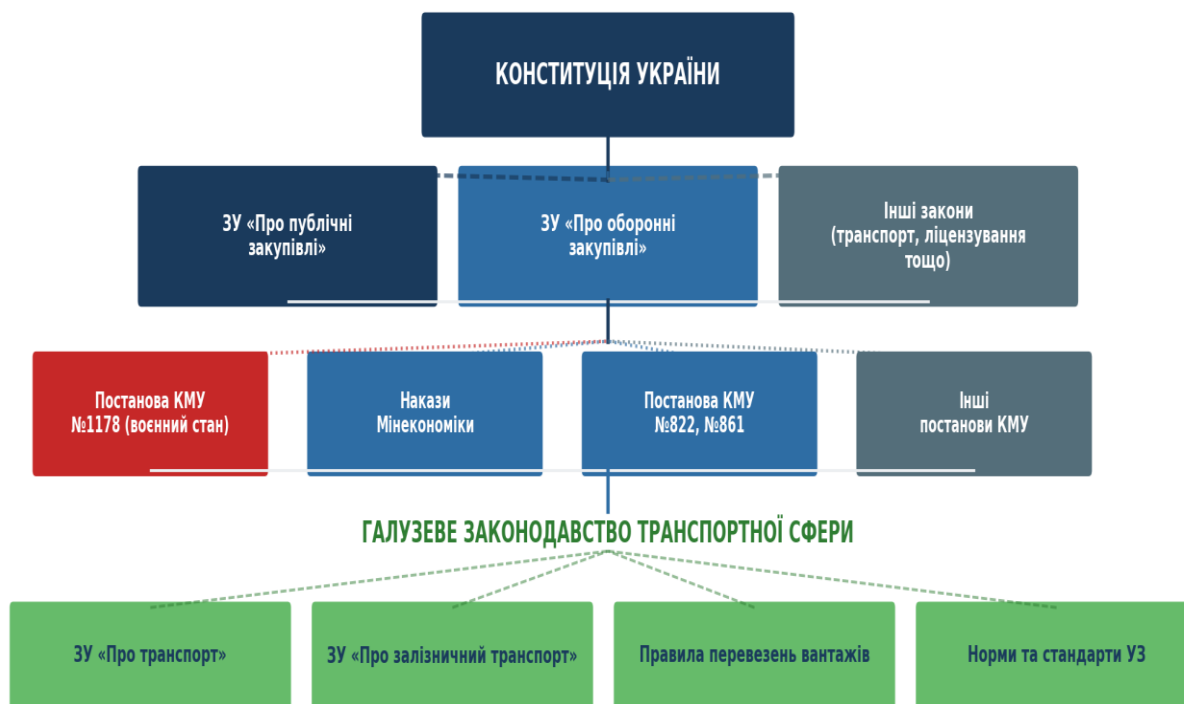 КОНСТИТУЦІЯ УКРАЇНИ
ЗУ «Про публічні
закупівлі»
ЗУ «Про оборонні
закупівлі»
Інші закони
(транспорт, ліцензування
тощо)
Постанова КМУ
№1178 (воєнний стан)
Накази
Мінекономіки
Постанова КМУ
№822, №861
Інші
постанови КМУ
ГАЛУЗЕВЕ ЗАКОНОДАВСТВО ТРАНСПОРТНОЇ СФЕРИ
ЗУ «Про транспорт»
ЗУ «Про залізничний транспорт»
Правила перевезень вантажів
Норми та стандарти УЗ